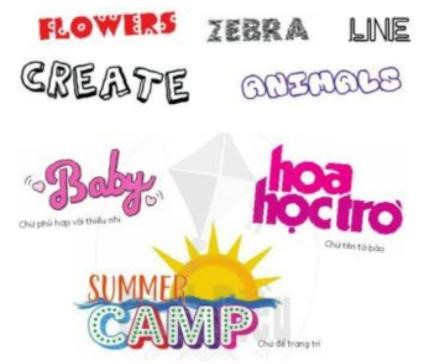 FLOWERS ZEBRA LINE
CREATE ANIMALS
Baby
Chữ phù hợp với thiếu nhi
hoa
học trò
Chữ tên tờ báo
SUMMER
CAMP
Chữ để trang trí